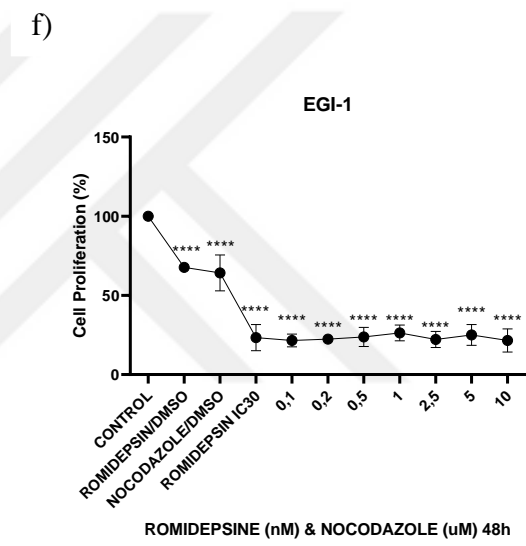 f)
EGI-1
150
100
50
0
Cell Proliferation (%)
**** **** **** **** **** **** **** **** **** ****
CONTROL
ROMIDEPSIN/DMSO
NOCODAZOLE/DMSO
ROMIDEPSIN IC30
0,1
0,2
0,5
1
2,5
5
10
ROMIDEPSINE (nM) & NOCODAZOLE (uM) 48h